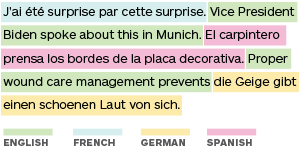 J'ai été surprise par cette surprise. Vice President
Biden spoke about this in Munich. El carpintero
prensa los bordes de la placa decorativa. Proper
wound care management prevents die Geige gibt
einen schoenen Laut von sich.
ENGLISH FRENCH GERMAN SPANISH